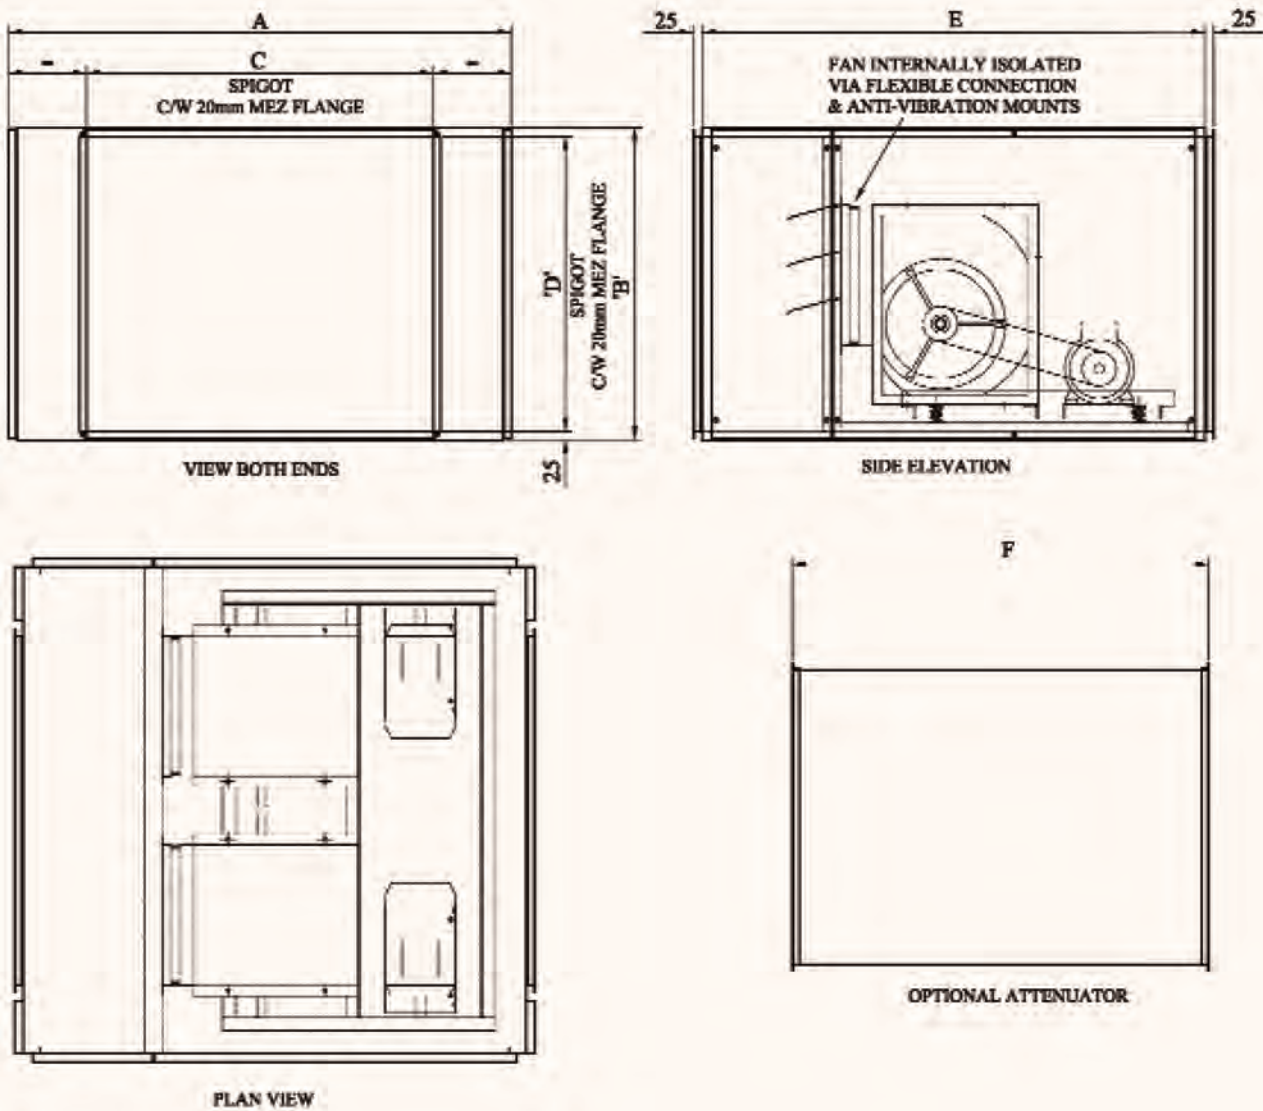 A
C
SPIGOT
C/W 20mm MEZ FLANGE
'D'
SPIGOT
C/W 20mm MEZ FLANGE
'B'
25
VIEW BOTH ENDS
25
E
25
FAN INTERNALLY ISOLATED
VIA FLEXIBLE CONNECTION
& ANTI-VIBRATION MOUNTS
SIDE ELEVATION
PLAN VIEW
F
OPTIONAL ATTENUATOR